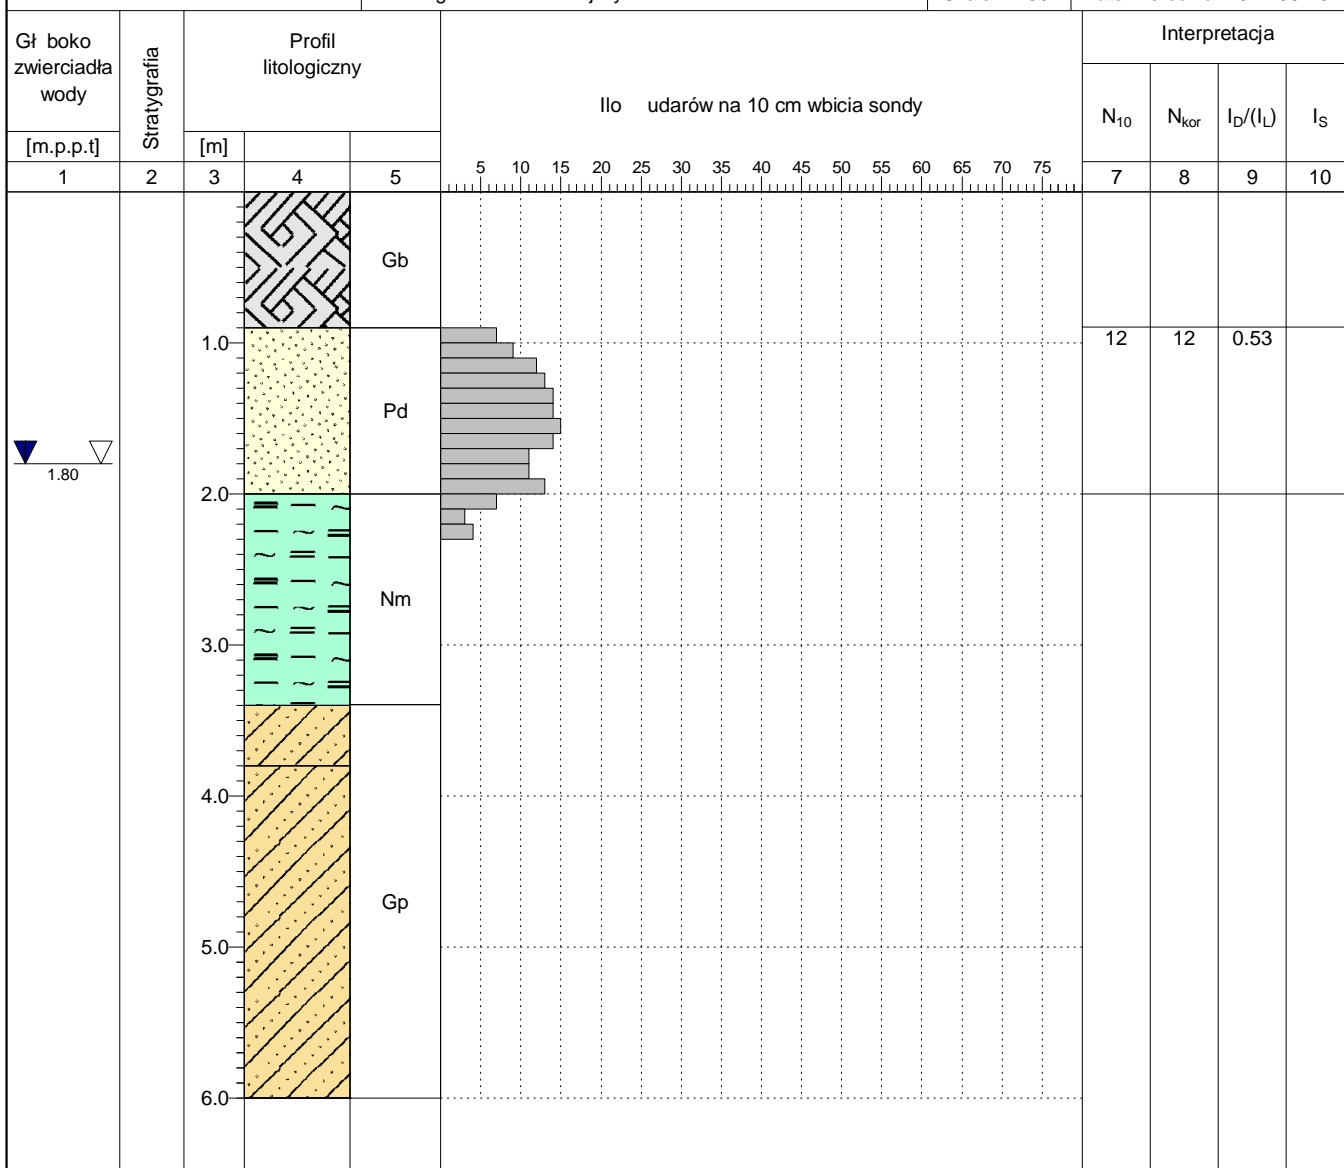 Gł boko
zwierciadła
wody
[m.p.p.t]
Stratygrafia
Profil
litologiczny
[m]
Ilo udarów na 10 cm wbicia sondy
Interpretacja
N10 Nkor ID/(IL) IS
5 10 15 20 25 30 35 40 45 50 55 60 65 70 75
1 2 3 4 5 7 8 9 10
Gb
1.0 12 12 0.53
Pd
1.80
2.0
Nm
3.0
4.0
Gp
5.0
6.0